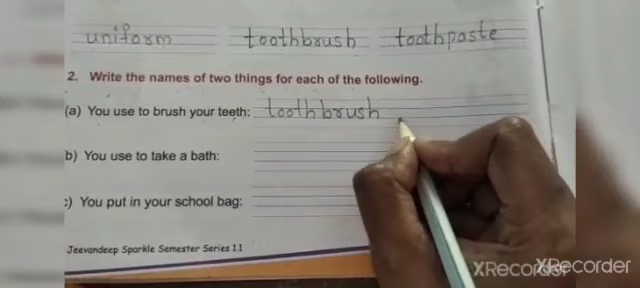 uniform toothbrush toothpaste
2. Write the names of two things for each of the following.
(a) You use to brush your teeth: toothbrush
b) You use to take a bath:
c) You put in your school bag:
Jeevandeep Sparkle Semester Series 1.1
XRecorder XRecorder